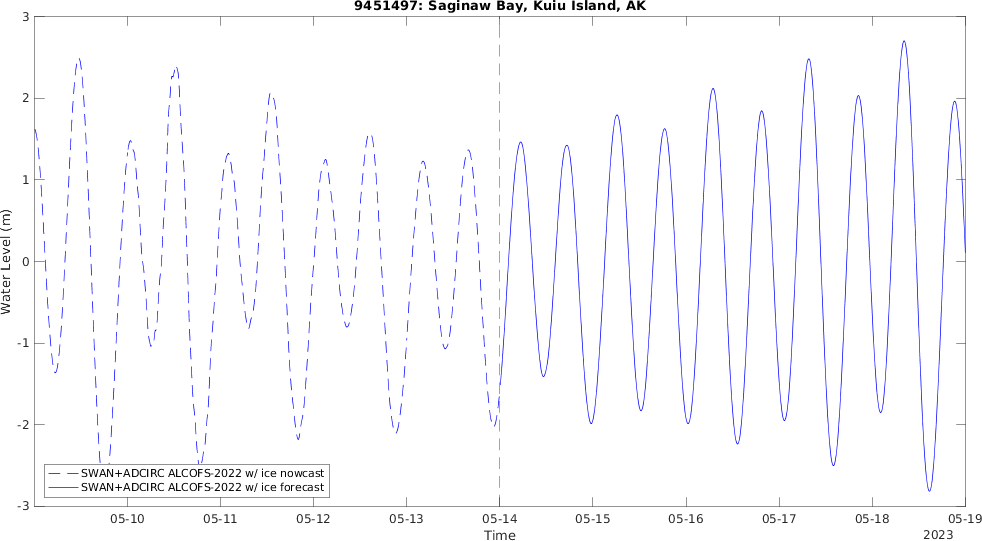 9451497: Saginaw Bay, Kuiu Island, AK
Water Level (m)
3
2
1
0
-1
-2
-3
SWAN+ADCIRC ALCOFS-2022 w/ ice nowcast
SWAN+ADCIRC ALCOFS-2022 w/ ice forecast
05-10 05-11 05-12 05-13 05-14 05-15 05-16 05-17 05-18 05-19
Time
2023